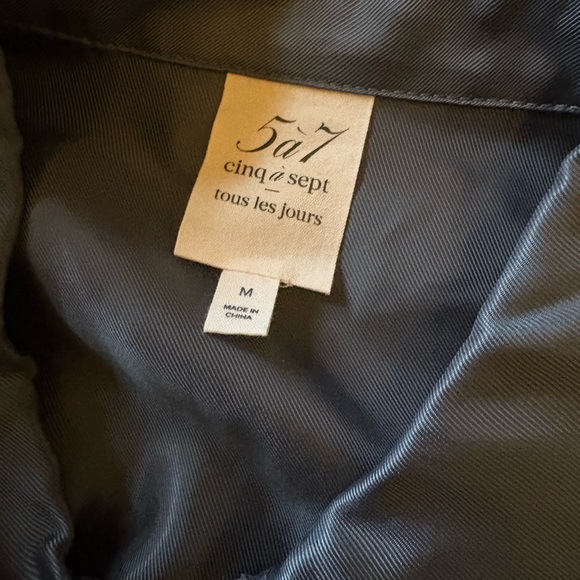 5à7
cinq à sept
tous les jours
M
MADE IN
CHINA